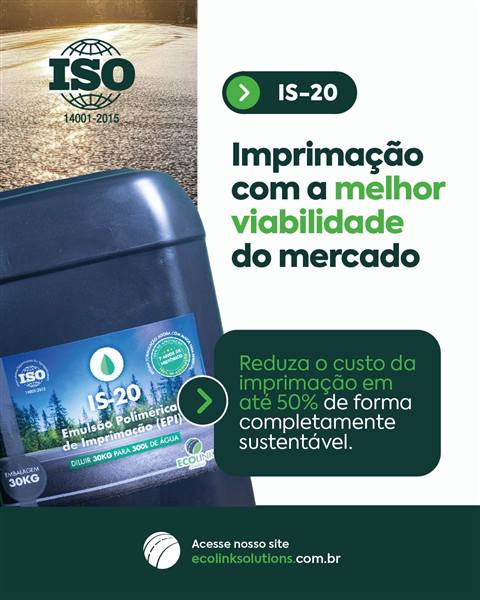 ISO
14001-2015
IS-20
Imprimação
com a melhor
viabilidade
do mercado
Reduza o custo da
imprimação em
até 50% de forma
completamente
sustentável.
ISO
IS-20
Emulsão Polimérica
de Imprimação (EPI)
DILUIR 30KG PARA 300L DE ÁGUA
EMBALAGEM
30KG
ECOLINK
Acesse nosso site
ecolinksolutions.com.br